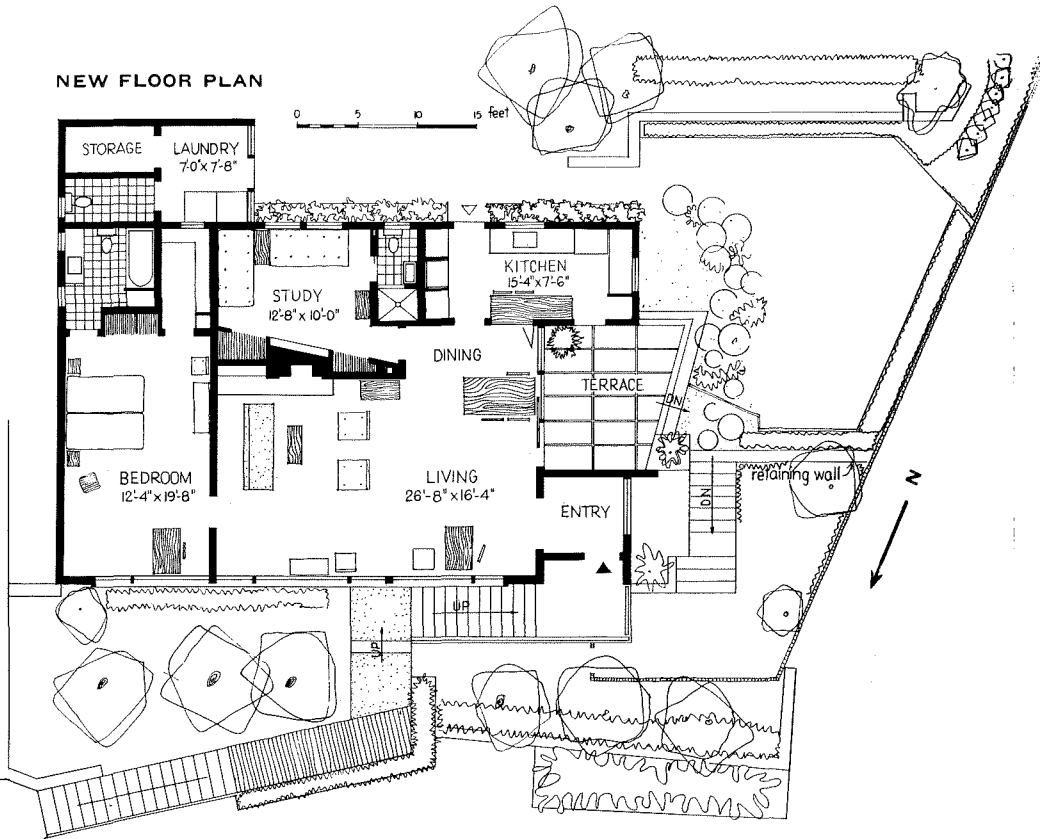 NEW FLOOR PLAN
0 5 10 15 feet
STORAGE
LAUNDRY
7'-0" x 7'-8"
KITCHEN
15'-4" x 7'-6"
STUDY
12'-8" x 10'-0"
DINING
TERRACE
DN
BEDROOM
12'-4" x 19'-8"
LIVING
26'-8" x 16'-4"
ENTRY
DN
retaining wall
N
UP
UP